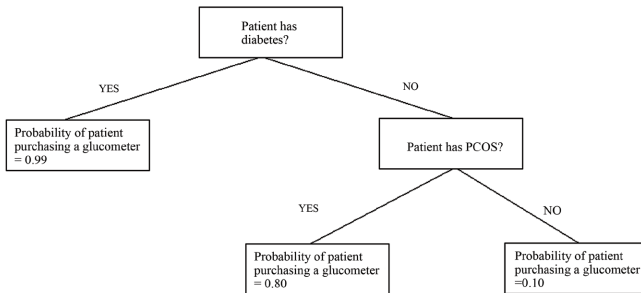 Patient has
diabetes?
YES
NO
Probability of patient
purchasing a glucometer
= 0.99
Patient has PCOS?
YES
NO
Probability of patient
purchasing a glucometer
= 0.80
Probability of patient
purchasing a glucometer
=0.10